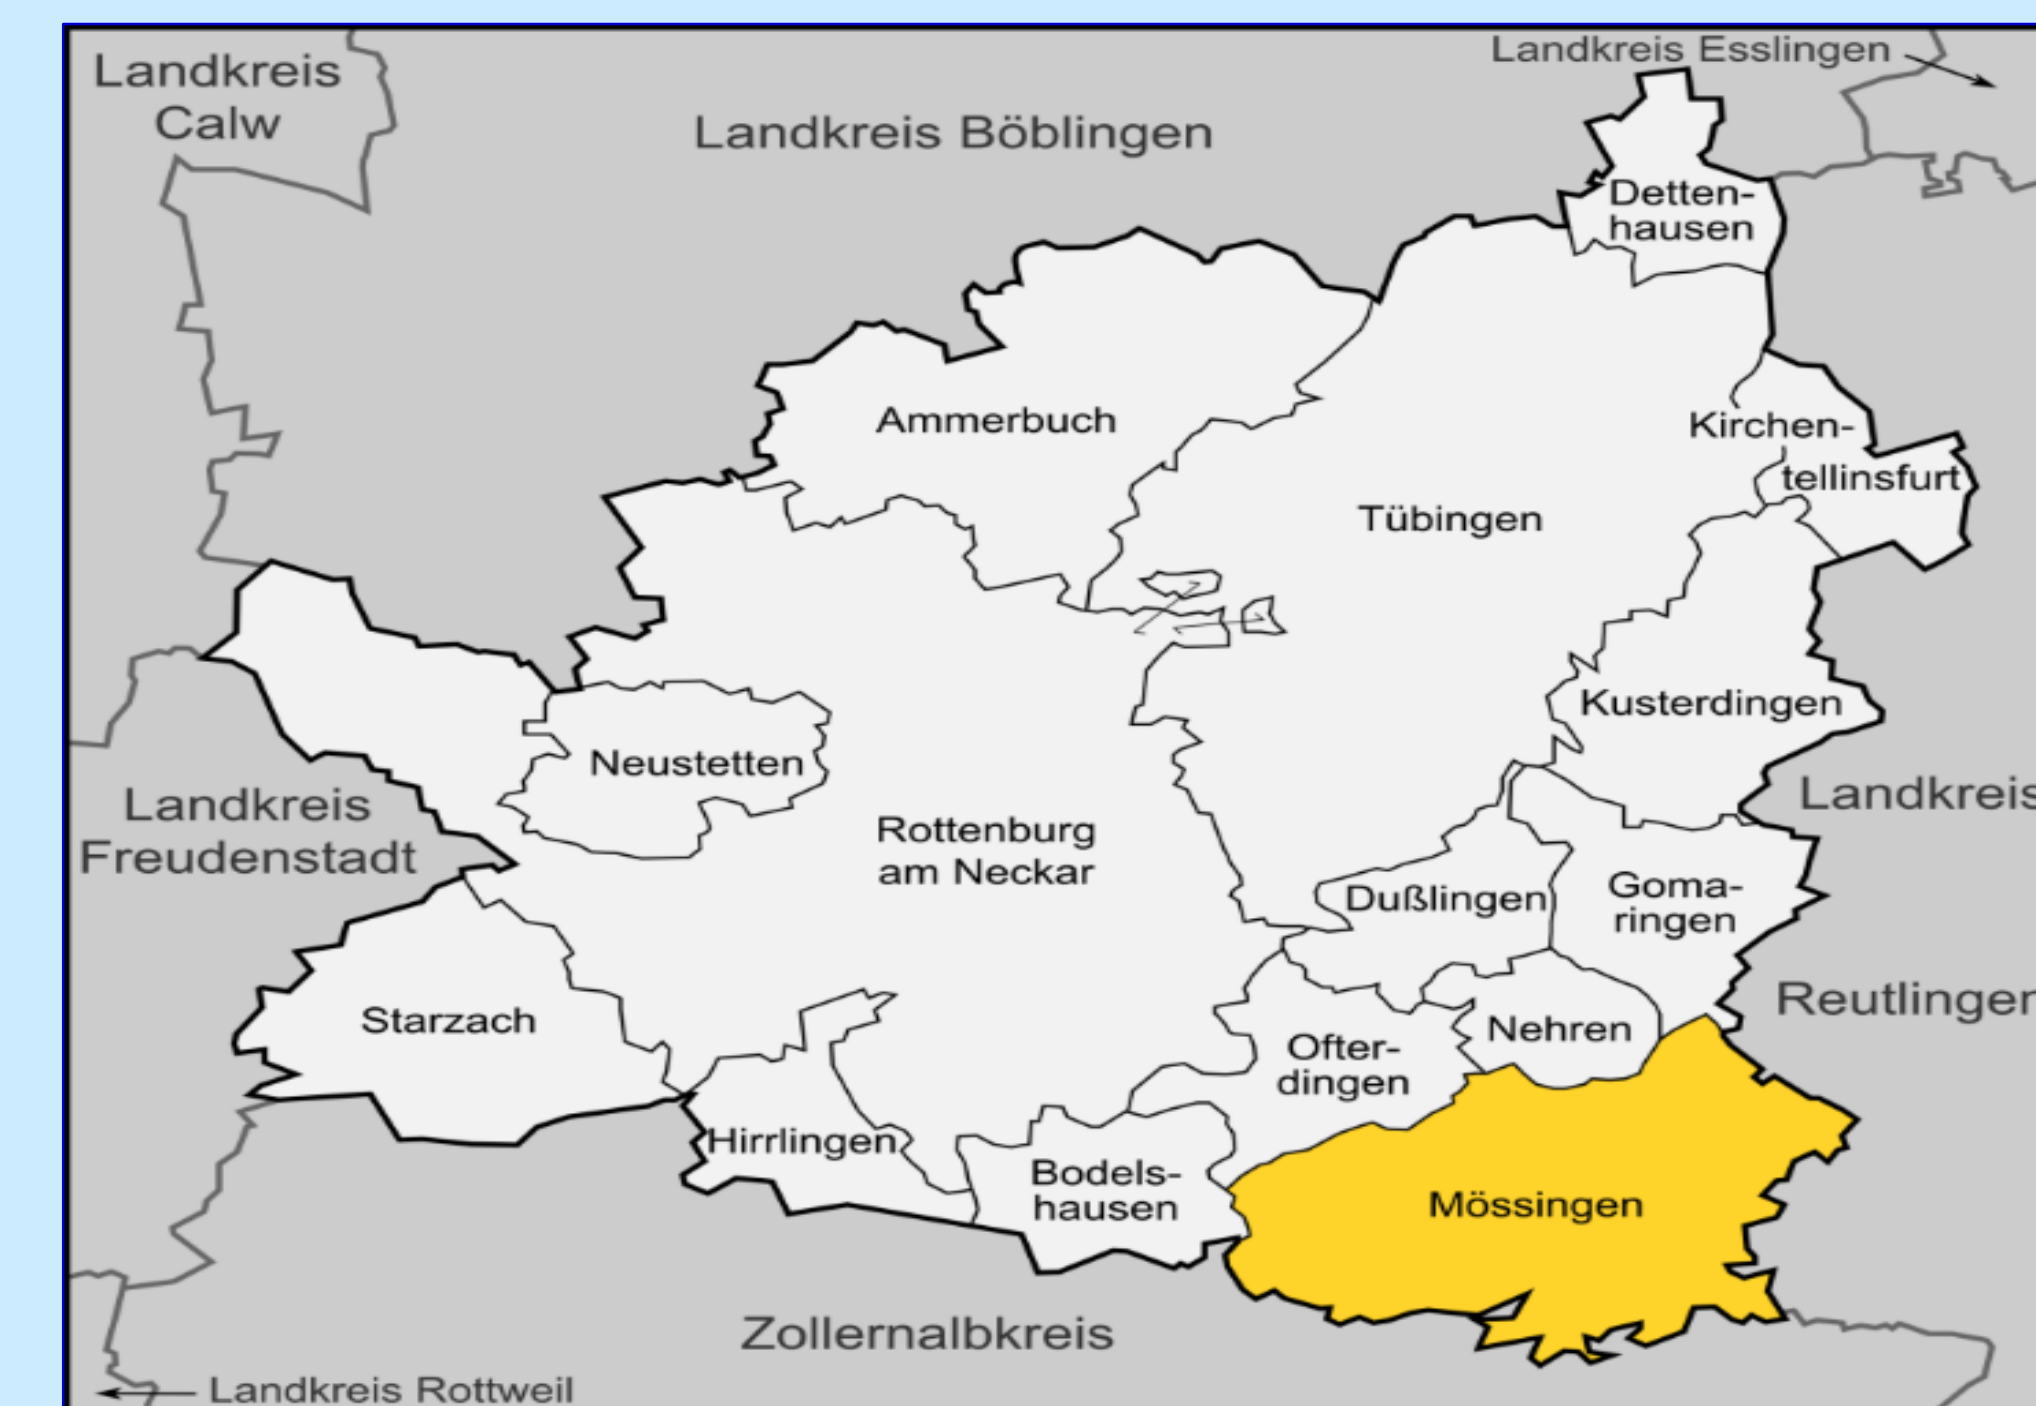 Landkreis Esslingen
Landkreis
Calw
Landkreis Böblingen
Detten-
hausen
Ammerbuch
Kirchen-
tellinsfurt
Tübingen
Kusterdingen
Neustetten
Landkreis
Landkreis
Freudenstadt
Rottenburg
am Neckar
Dußlingen
Goma-
ringen
Reutlingen
Starzach
Nehren
Ofter-
dingen
Hirrlingen
Bodels-
hausen
Mössingen
Zollernalbkreis
Landkreis Rottweil